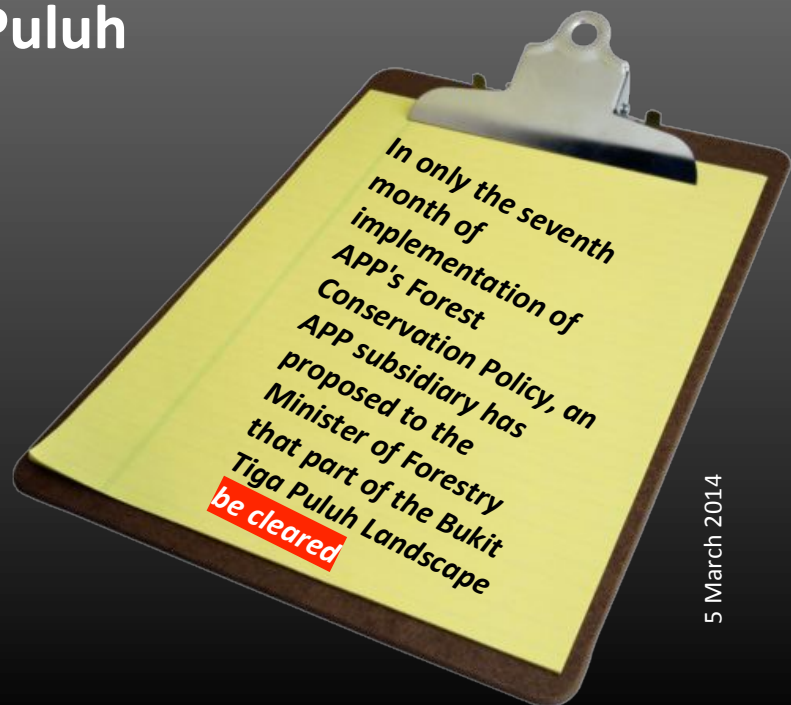 Puluh
In only the seventh
month of
implementation of
APP's Forest
Conservation Policy, an
APP subsidiary has
proposed to the
Minister of Forestry
that part of the Bukit
Tiga Puluh Landscape
be cleared
5 March 2014